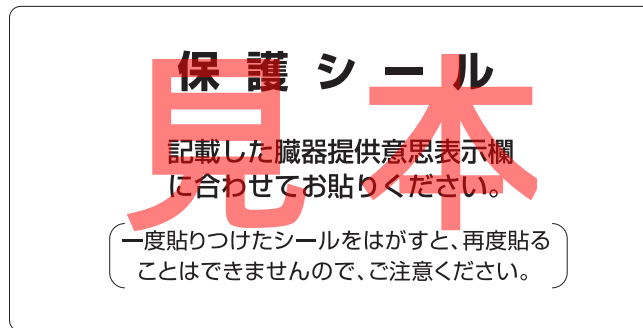 保護シール
見本
記載した臓器提供意思表示欄
に合わせてお貼りください。
一度貼りつけたシールをはがすと、再度貼る
ことはできませんので、ご注意ください。